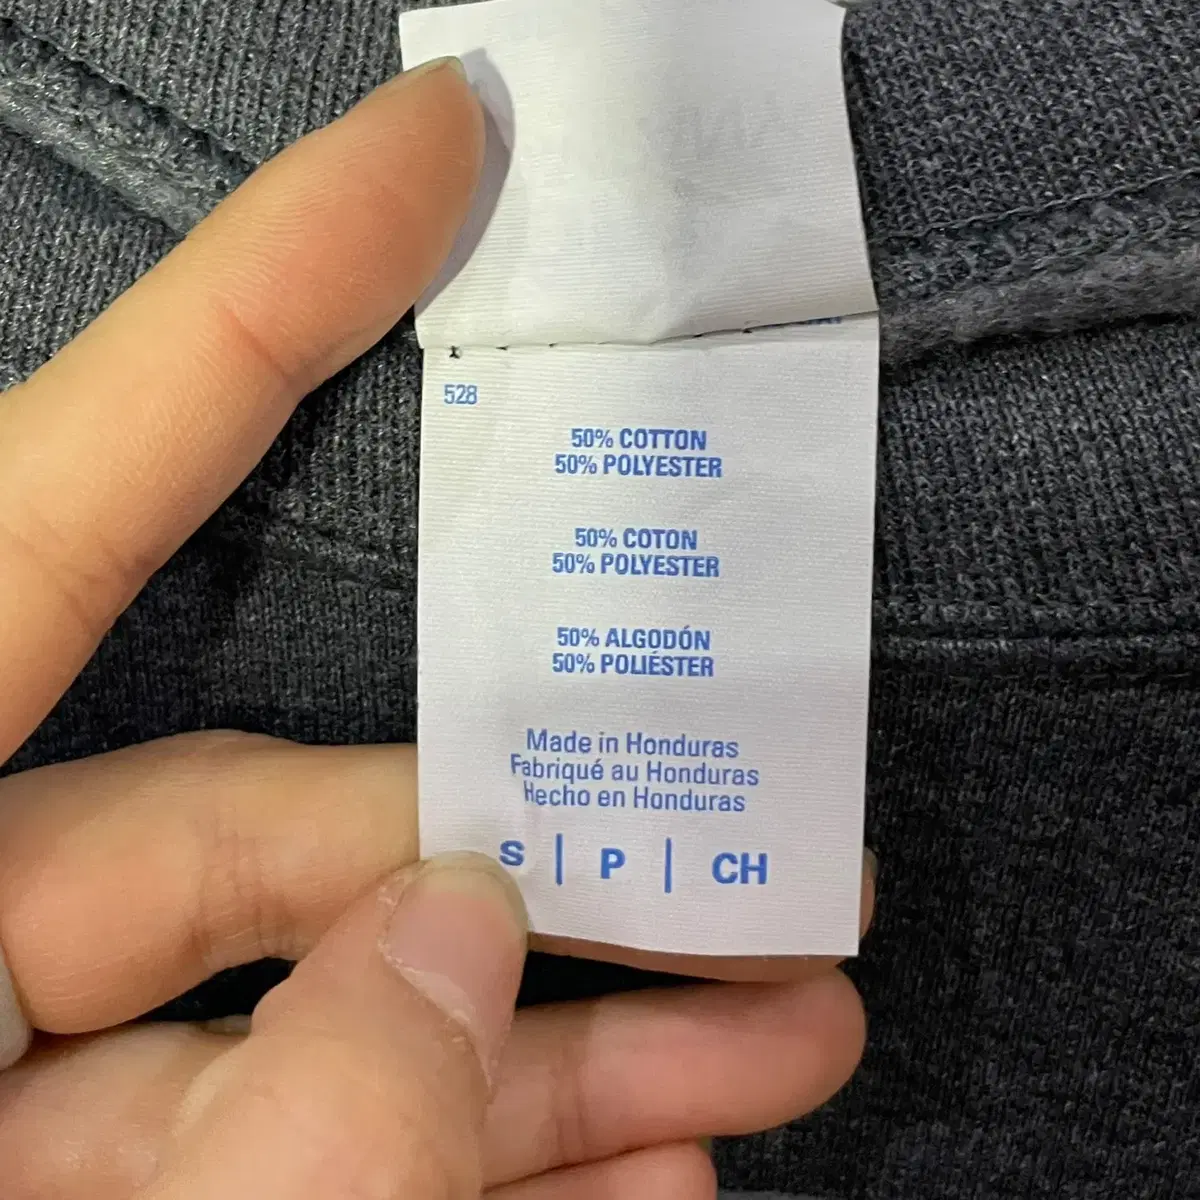 528
50% COTTON
50% POLYESTER
50% COTON
50% POLYESTER
50% ALGODÓN
50% POLIÉSTER
Made in Honduras
Fabriqué au Honduras
Hecho en Honduras
S | P | CH